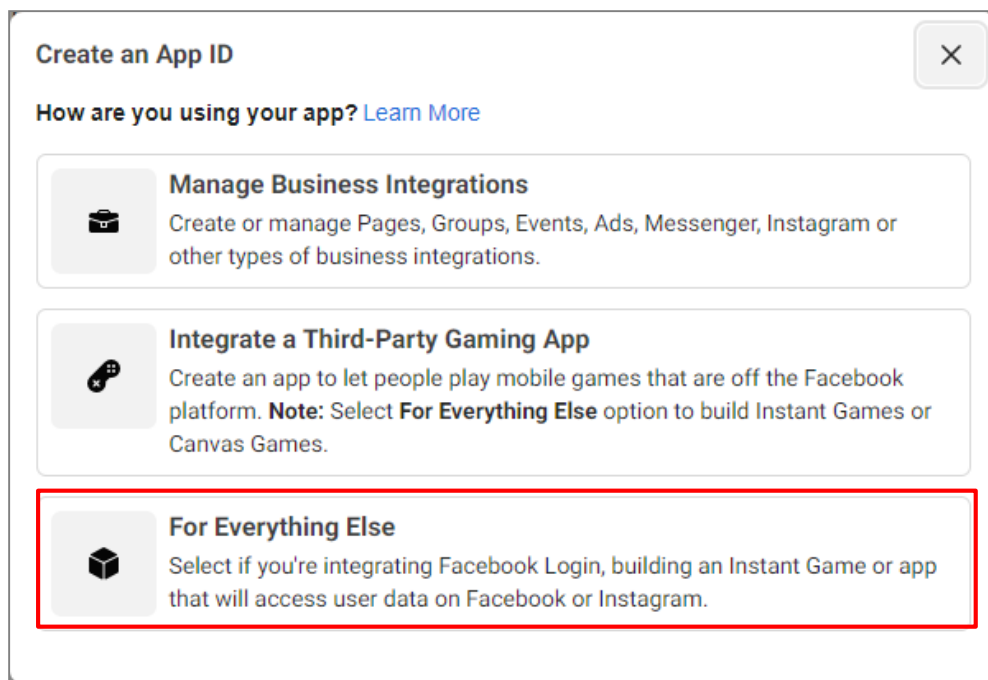 Create an App ID
How are you using your app? Learn More
Manage Business Integrations
Create or manage Pages, Groups, Events, Ads, Messenger, Instagram or
other types of business integrations.
Integrate a Third-Party Gaming App
Create an app to let people play mobile games that are off the Facebook
platform. Note: Select For Everything Else option to build Instant Games or
Canvas Games.
For Everything Else
Select if you're integrating Facebook Login, building an Instant Game or app
that will access user data on Facebook or Instagram.